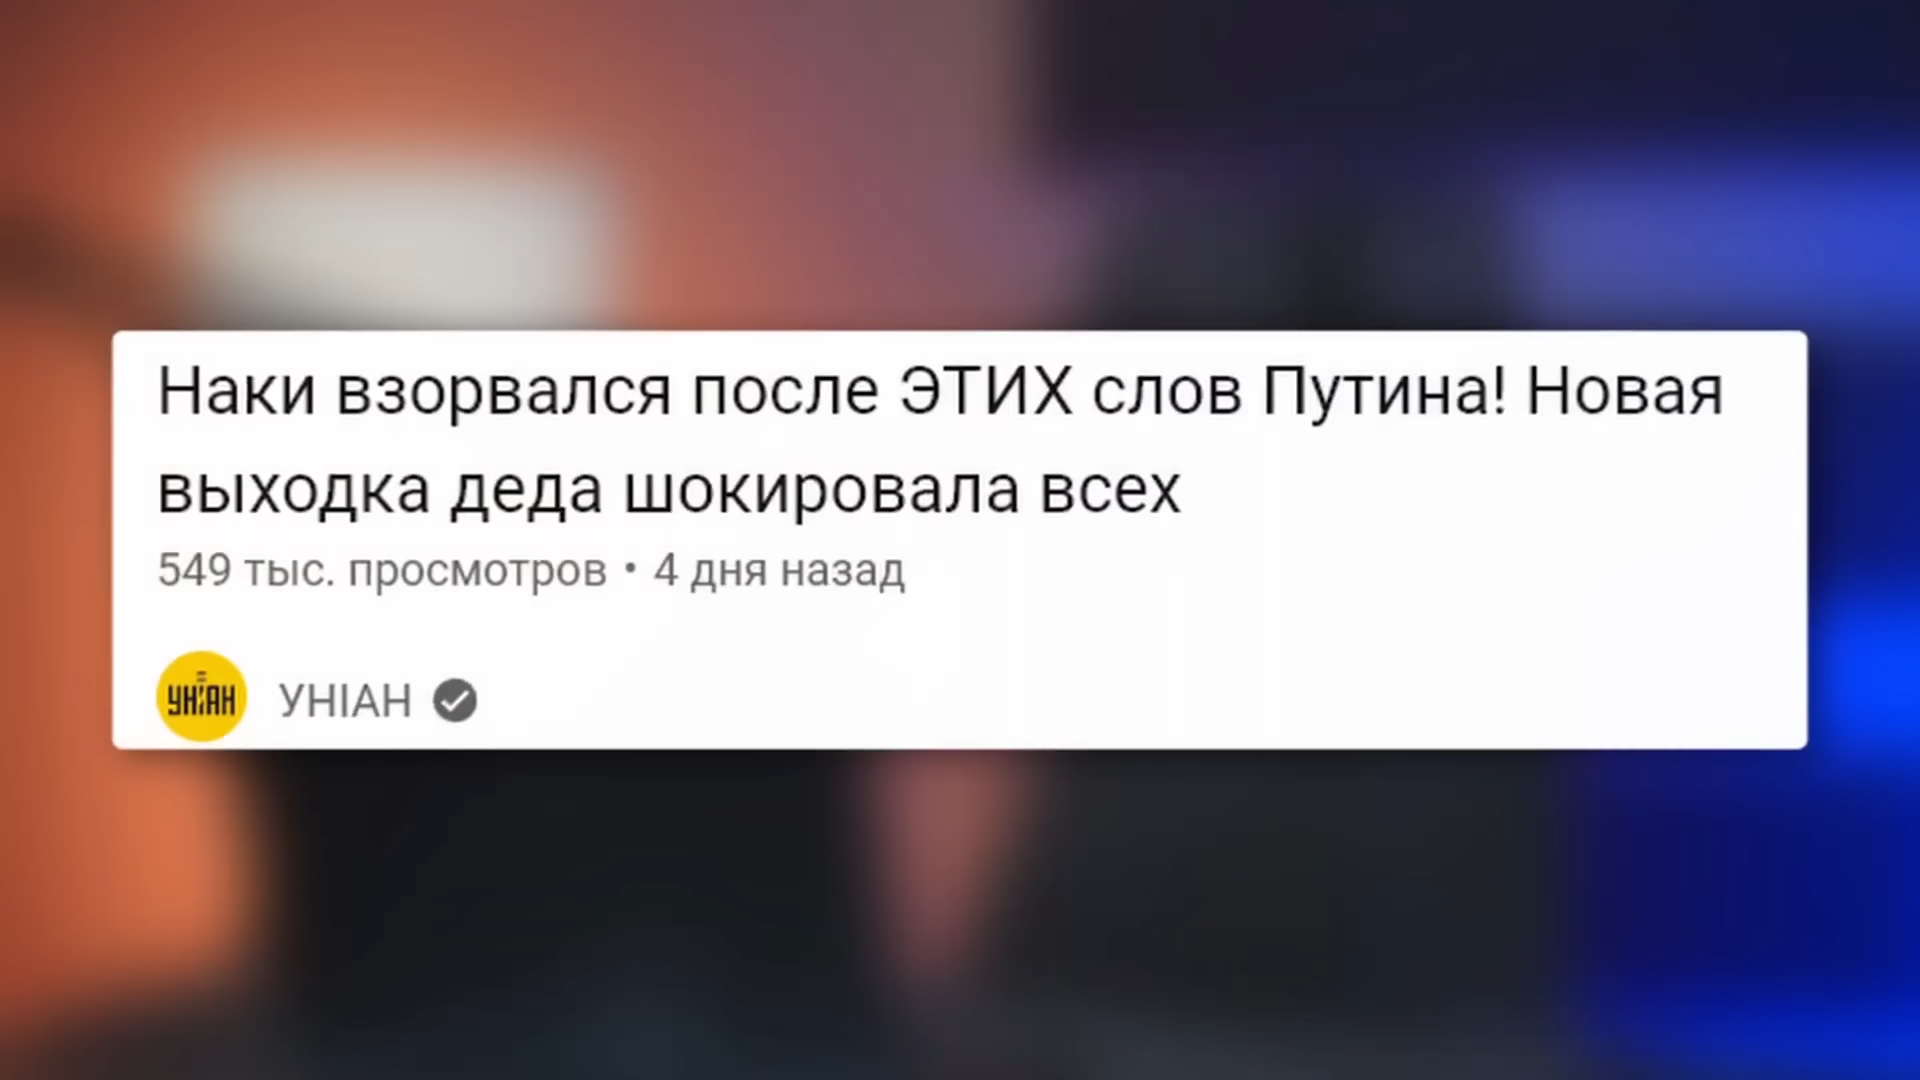 Наки взорвался после ЭТИХ слов Путина! Новая
выходка деда шокировала всех
549 тыс. просмотров • 4 дня назад
УНІАН
УНІАН